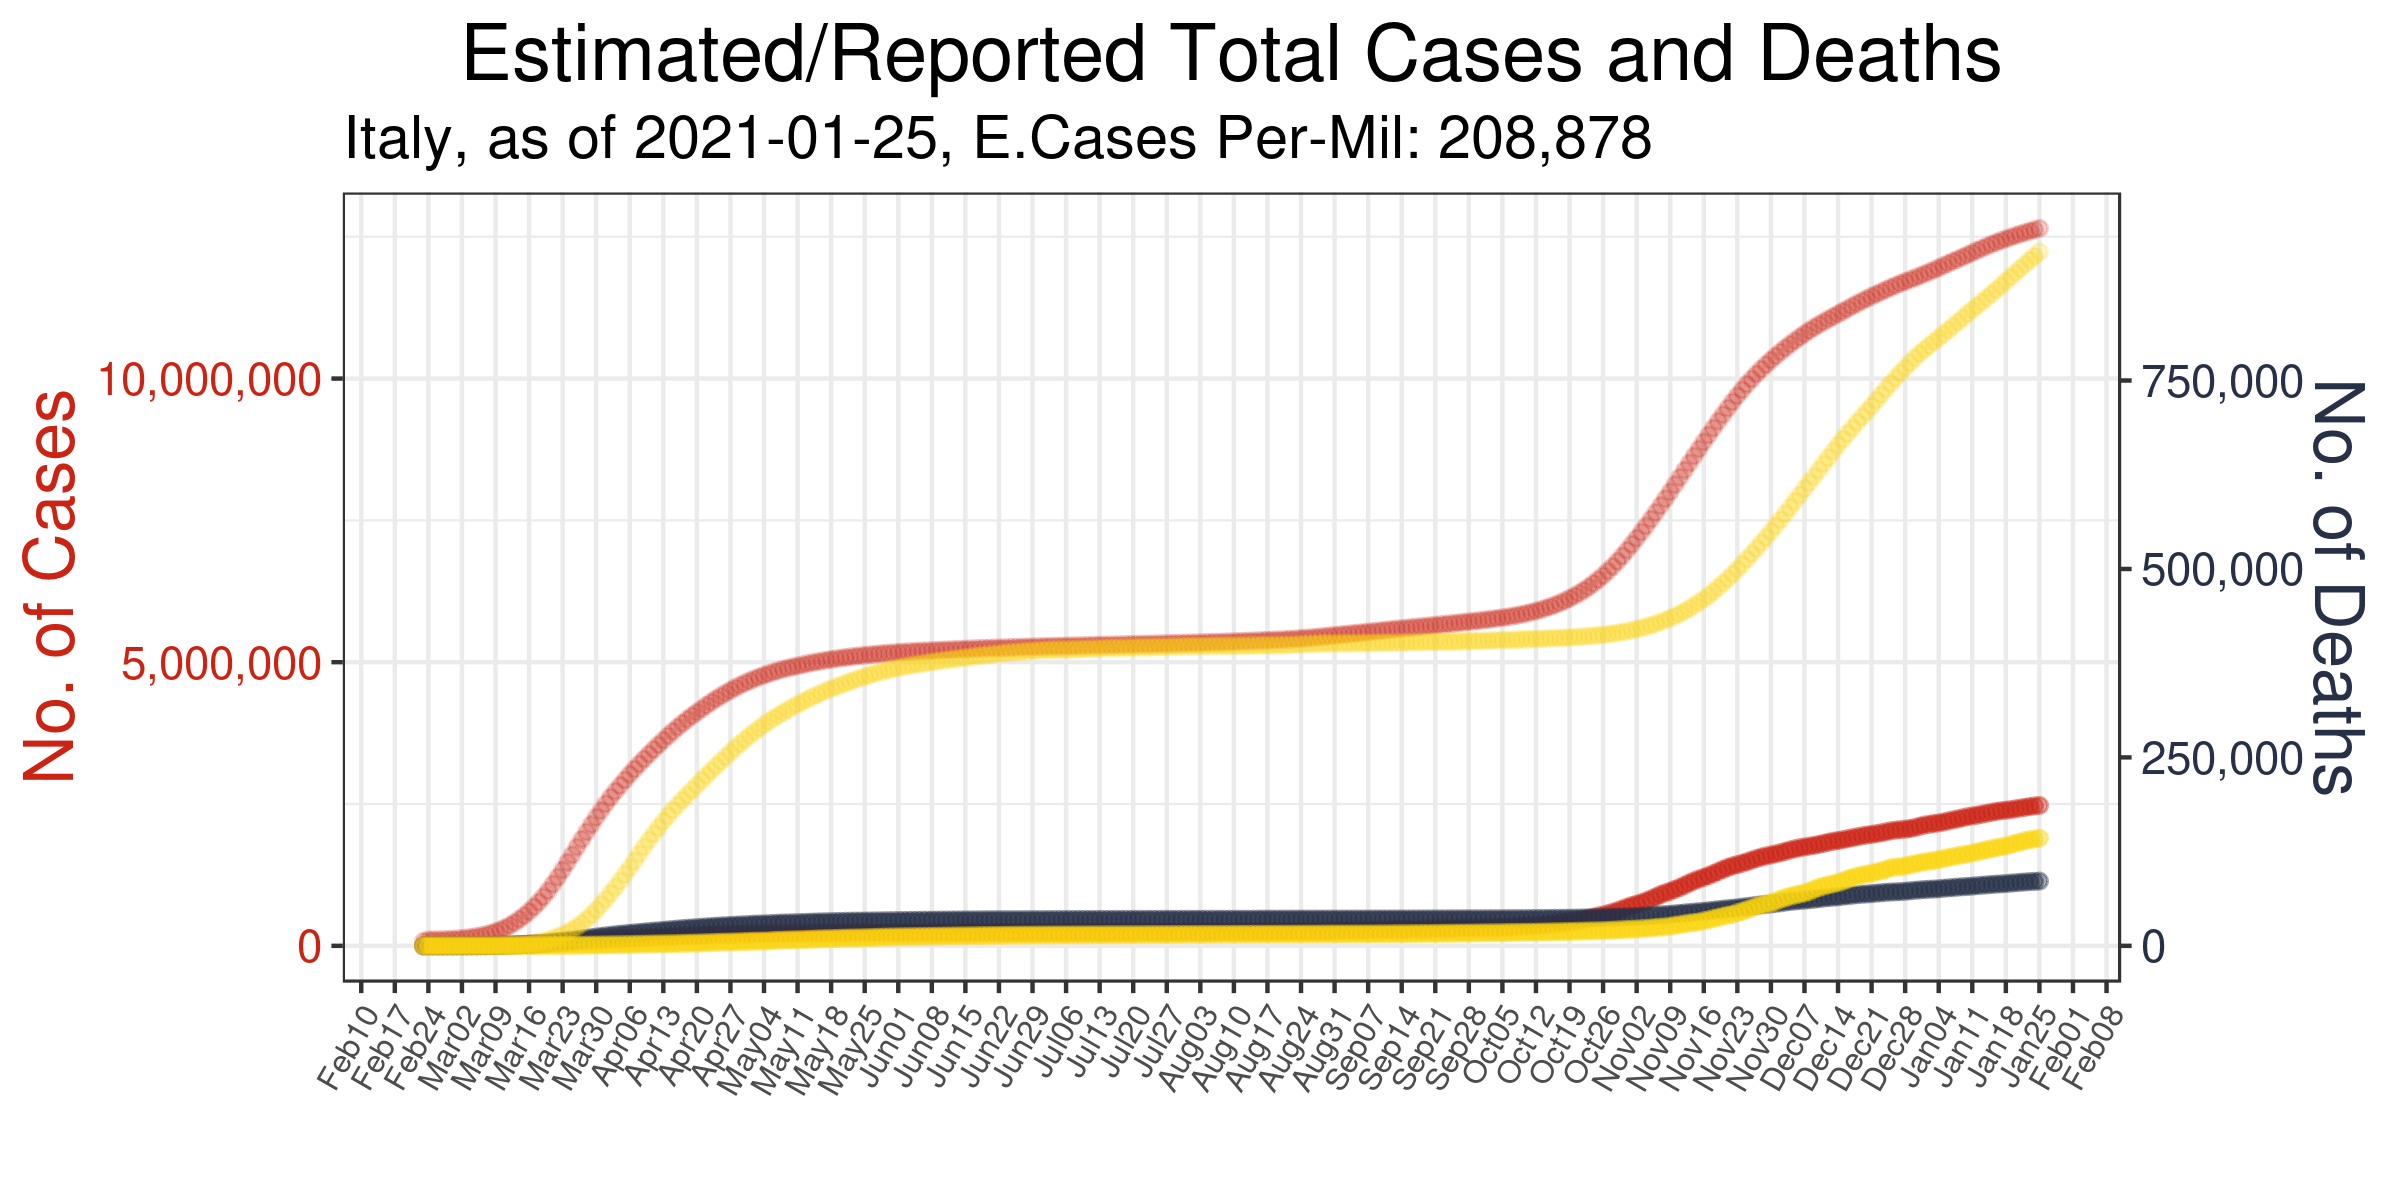 Estimated/Reported Total Cases and Deaths
Italy, as of 2021-01-25, E.Cases Per-Mil: 208,878
No. of Cases
10,000,000
5,000,000
0
750,000
500,000
250,000
0
No. of Deaths
Feb10
Feb17
Feb24
Mar02
Mar09
Mar16
Mar23
Mar30
Apr06
Apr13
Apr20
Apr27
May04
May11
May18
May25
Jun01
Jun08
Jun15
Jun22
Jun29
Jul06
Jul13
Jul20
Jul27
Aug03
Aug10
Aug17
Aug24
Aug31
Sep07
Sep14
Sep21
Sep28
Oct05
Oct12
Oct19
Oct26
Nov02
Nov09
Nov16
Nov23
Nov30
Dec07
Dec14
Dec21
Dec28
Jan04
Jan11
Jan18
Jan25
Feb01
Feb08